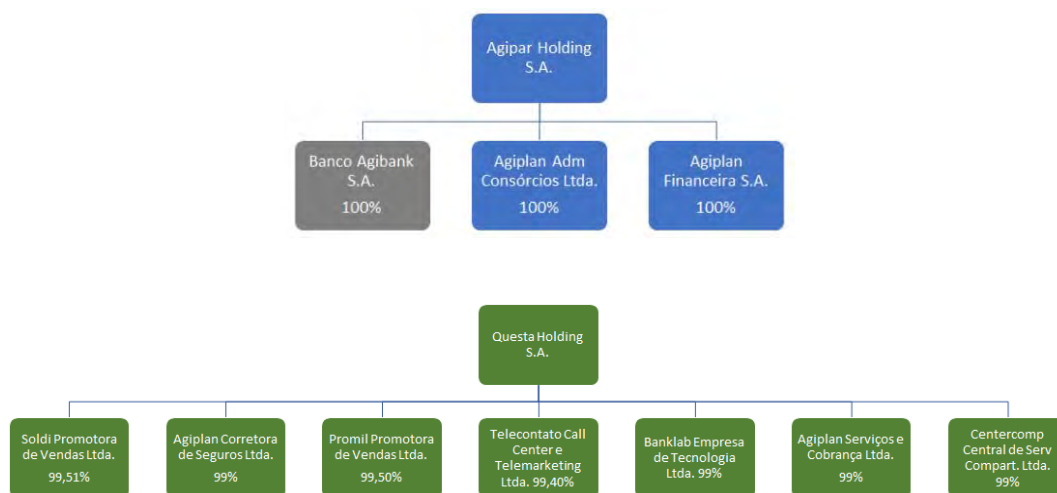 Agipar Holding
S.A.
Banco Agibank
S.A.
100%
Agiplan Adm
Consórcios Ltda.
100%
Agiplan
Financeira S.A.
100%
Questa Holding
S.A.
Soldi Promotora
de Vendas Ltda.
99,51%
Agiplan Corretora
de Seguros Ltda.
99%
Promil Promotora
de Vendas Ltda.
99,50%
Telecontato Call
Center e
Telemarketing
Ltda. 99,40%
Banklab Empresa
de Tecnologia
Ltda. 99%
Agiplan Serviços e
Cobrança Ltda.
99%
Centercomp
Central de Serv
Compart. Ltda.
99%